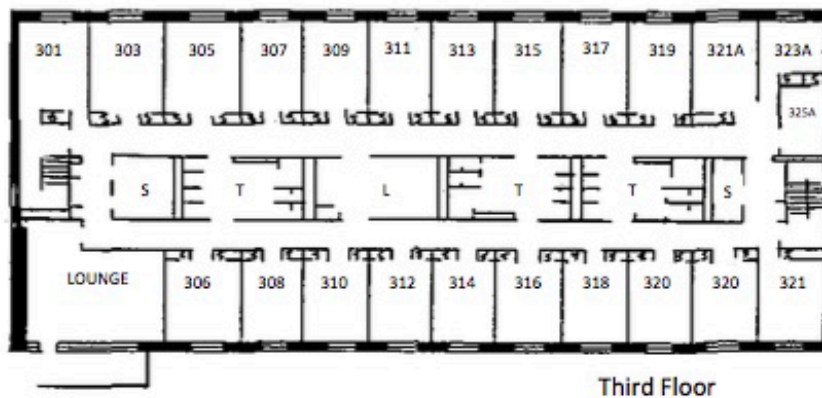 301 303 305 307 309 311 313 315 317 319 321A 323A
325A
S T L T T S
LOUNGE 306 308 310 312 314 316 318 320 320 321
Third Floor